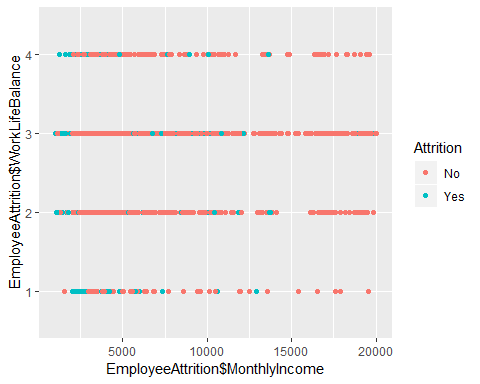 EmployeeAttrition$WorkLifeBalance
4
3
2
1
5000 10000 15000 20000
EmployeeAttrition$MonthlyIncome
Attrition
No
Yes